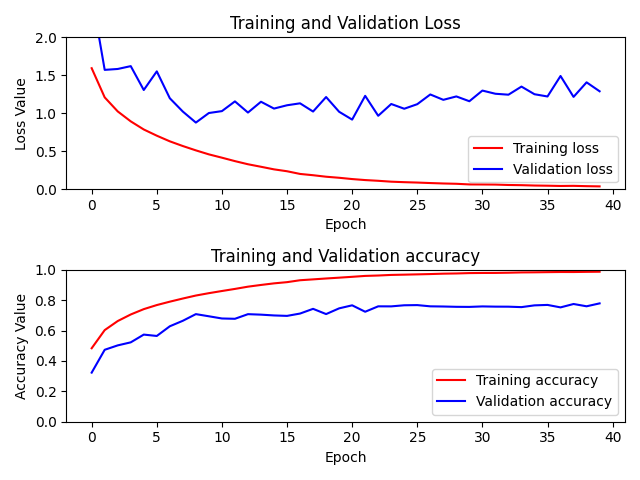 Training and Validation Loss
2.0
1.5
1.0
0.5
0.0
Loss Value
Training loss
Validation loss
0 5 10 15 20 25 30 35 40
Epoch
Training and Validation accuracy
1.0
0.8
0.6
0.4
0.2
0.0
Accuracy Value
Training accuracy
Validation accuracy
0 5 10 15 20 25 30 35 40
Epoch